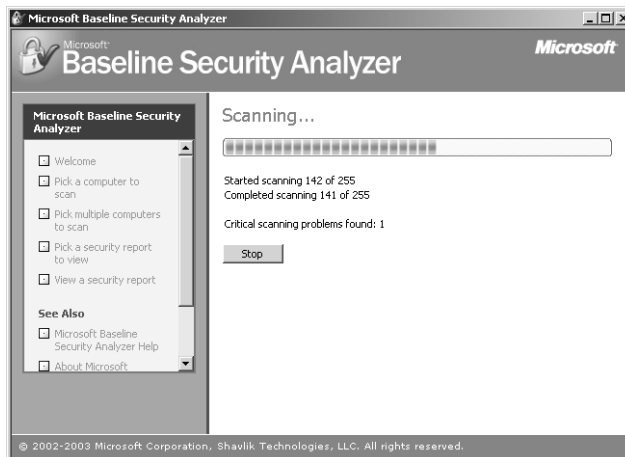 Microsoft Baseline Security Analyzer
Microsoft
Baseline Security Analyzer
Microsoft
Microsoft Baseline Security
Analyzer
Welcome
Pick a computer to
scan
Pick multiple computers
to scan
Pick a security report
to view
View a security report
See Also
Microsoft Baseline
Security Analyzer Help
About Microsoft
Scanning...
Started scanning 142 of 255
Completed scanning 141 of 255
Critical scanning problems found: 1
Stop
© 2002-2003 Microsoft Corporation, Shavlik Technologies, LLC. All rights reserved.